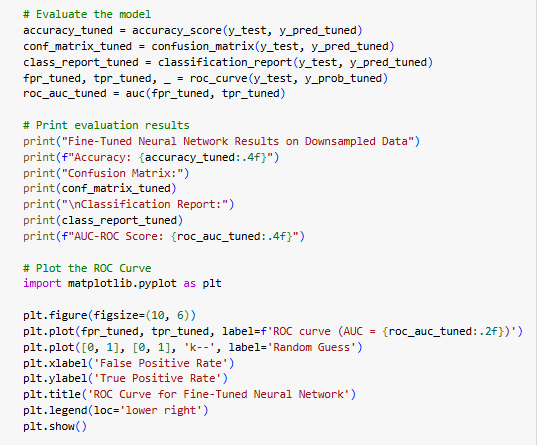 # Evaluate the model
accuracy_tuned = accuracy_score(y_test, y_pred_tuned)
conf_matrix_tuned = confusion_matrix(y_test, y_pred_tuned)
class_report_tuned = classification_report(y_test, y_pred_tuned)
fpr_tuned, tpr_tuned, _ = roc_curve(y_test, y_prob_tuned)
roc_auc_tuned = auc(fpr_tuned, tpr_tuned)

# Print evaluation results
print("Fine-Tuned Neural Network Results on Downsampled Data")
print(f"Accuracy: {accuracy_tuned:.4f}")
print("Confusion Matrix:")
print(conf_matrix_tuned)
print("\nClassification Report:")
print(class_report_tuned)
print(f"AUC-ROC Score: {roc_auc_tuned:.4f}")

# Plot the ROC Curve
import matplotlib.pyplot as plt

plt.figure(figsize=(10, 6))
plt.plot(fpr_tuned, tpr_tuned, label=f'ROC curve (AUC = {roc_auc_tuned:.2f})')
plt.plot([0, 1], [0, 1], 'k--', label='Random Guess')
plt.xlabel('False Positive Rate')
plt.ylabel('True Positive Rate')
plt.title('ROC Curve for Fine-Tuned Neural Network')
plt.legend(loc='lower right')
plt.show()